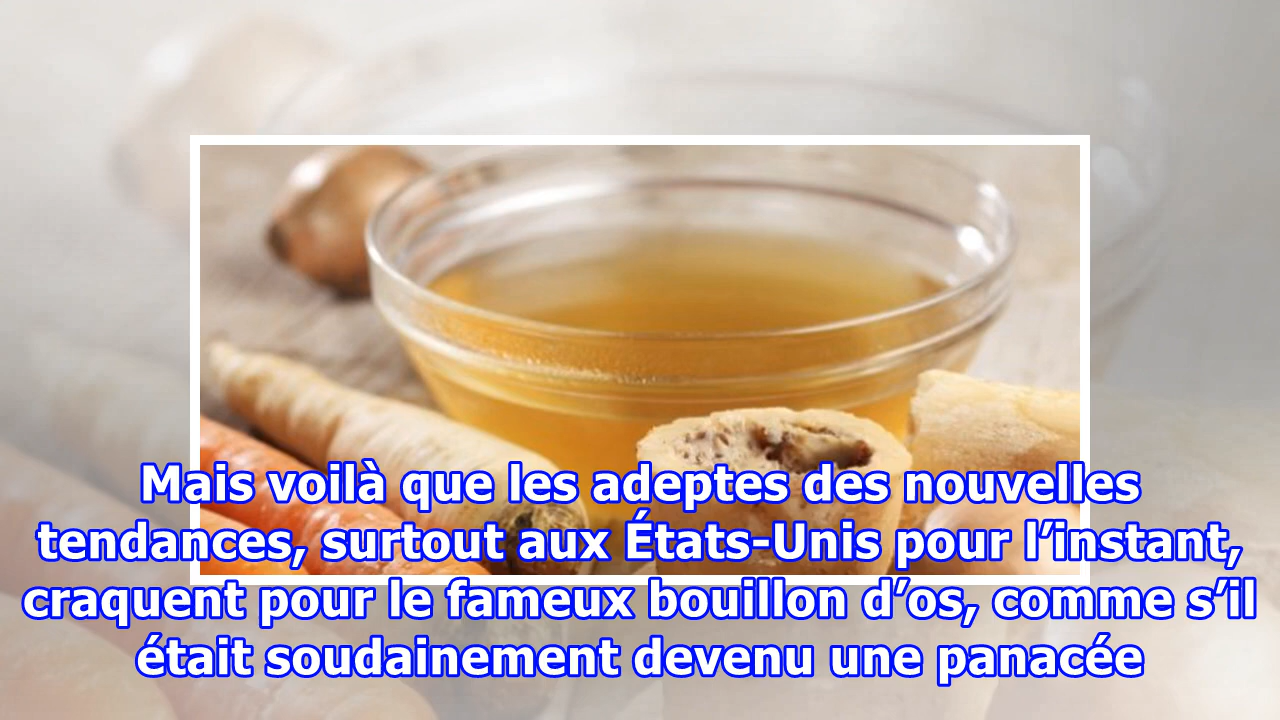 Mais voilà que les adeptes des nouvelles
tendances, surtout aux États-Unis pour l’instant,
craquent pour le fameux bouillon d’os, comme s’il
était soudainement devenu une panacée